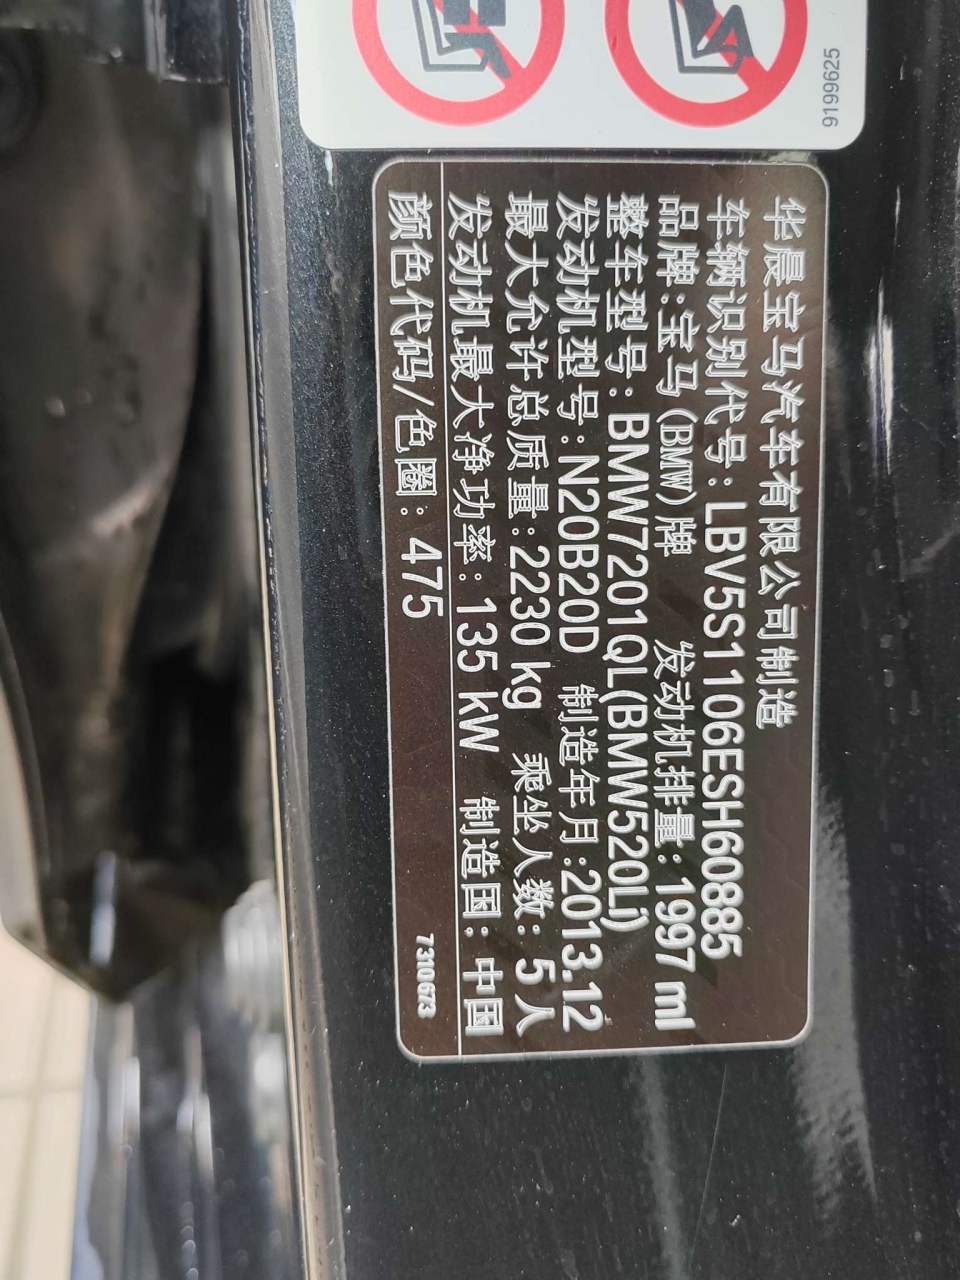 9199625
华晨宝马汽车有限公司制造
车辆识别代号：LBV5S1106ESH60885
品牌：宝马(BMW)牌 发动机排量：1997 ml
整车型号：BMW7201QL(BMW520Li)
发动机型号：N20B20D 制造年月：2013.12
最大允许总质量：2230 kg 乘坐人数：5人
发动机最大净功率：135 kW 制造国：中国
颜色代码/色圈：475 7310673